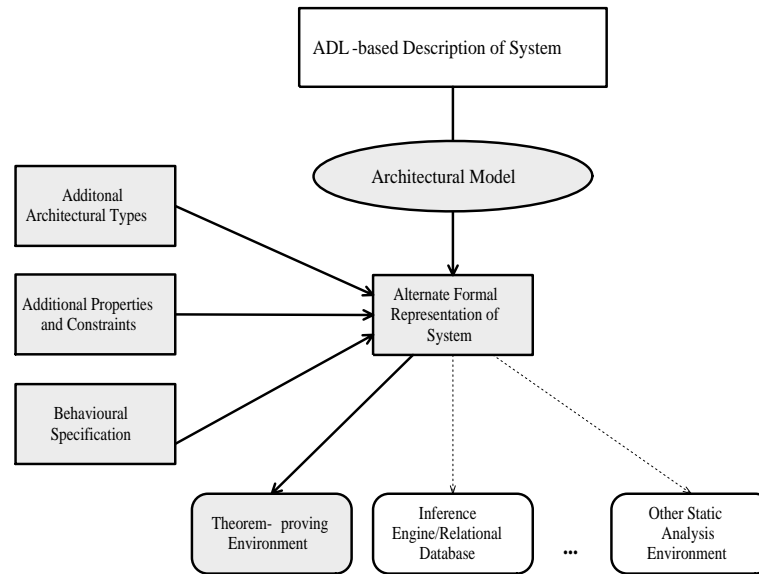 ADL -based Description of System
Architectural Model
Additonal
Architectural Types
Additional Properties
and Constraints
Behavioural
Specification
Alternate Formal
Representation of
System
Theorem- proving
Environment
Inference
Engine/Relational
Database
...
Other Static
Analysis
Environment